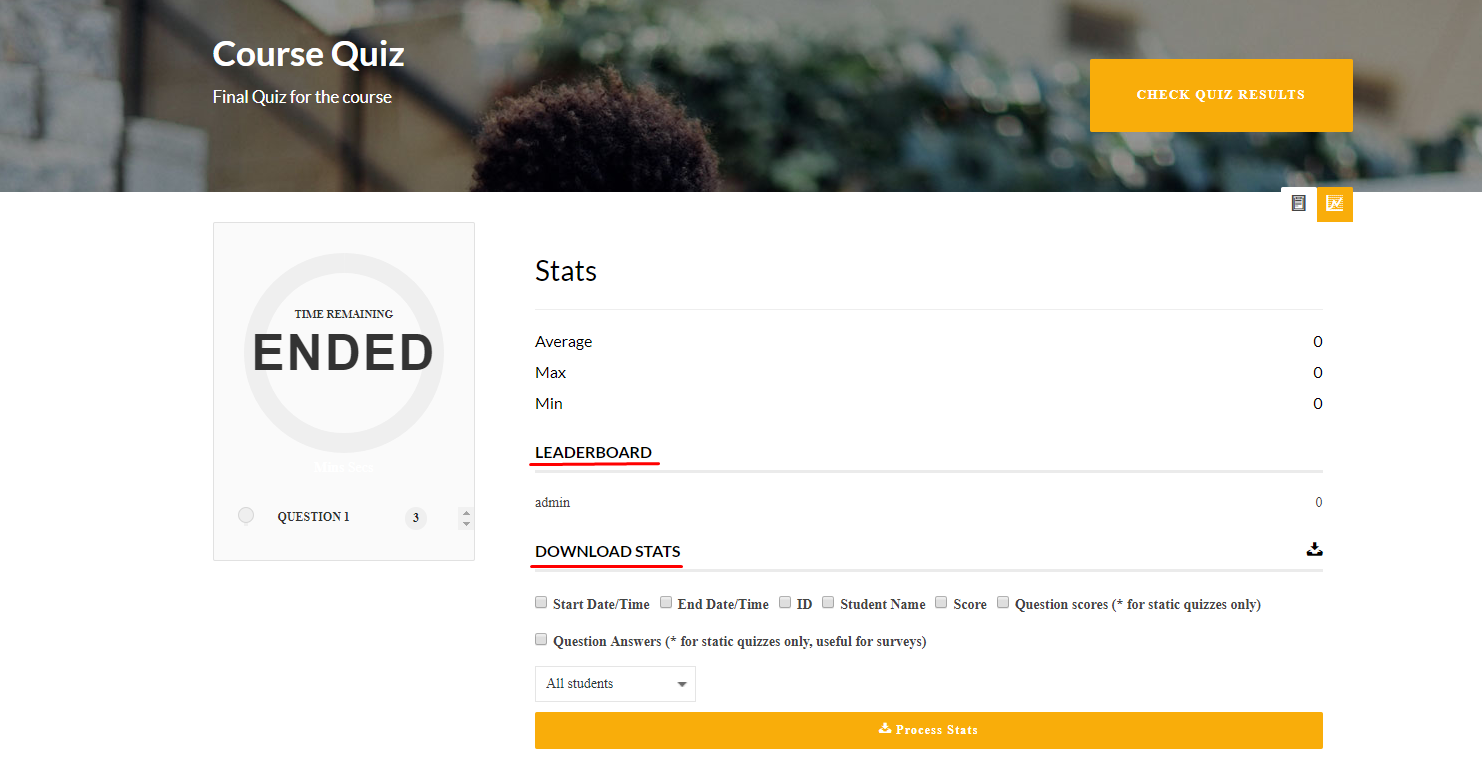 Course Quiz
Final Quiz for the course
CHECK QUIZ RESULTS
TIME REMAINING
ENDED
Mins Secs
QUESTION 1 3
Stats
Average 0
Max 0
Min 0
LEADERBOARD
admin 0
DOWNLOAD STATS
Start Date/Time End Date/Time ID Student Name Score Question scores (* for static quizzes only)
Question Answers (* for static quizzes only, useful for surveys)
All students
Process Stats